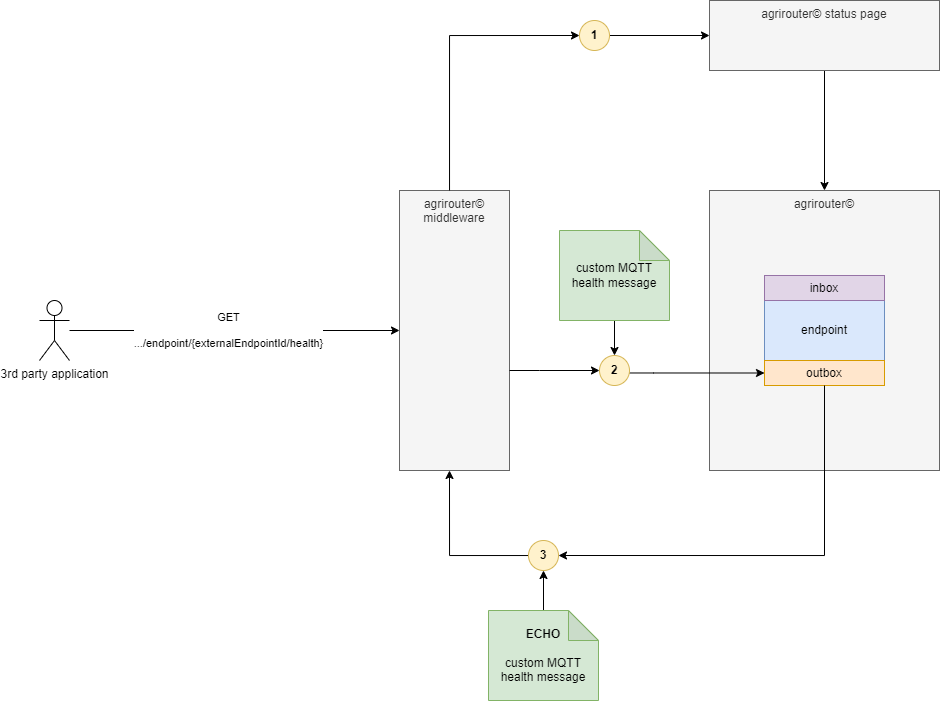 agrirouter© status page
1
agrirouter©
middleware
agrirouter©
custom MQTT
health message
inbox
endpoint
outbox
GET
.../endpoint/{externalEndpointId/health}
3rd party application
2
3
ECHO
custom MQTT
health message